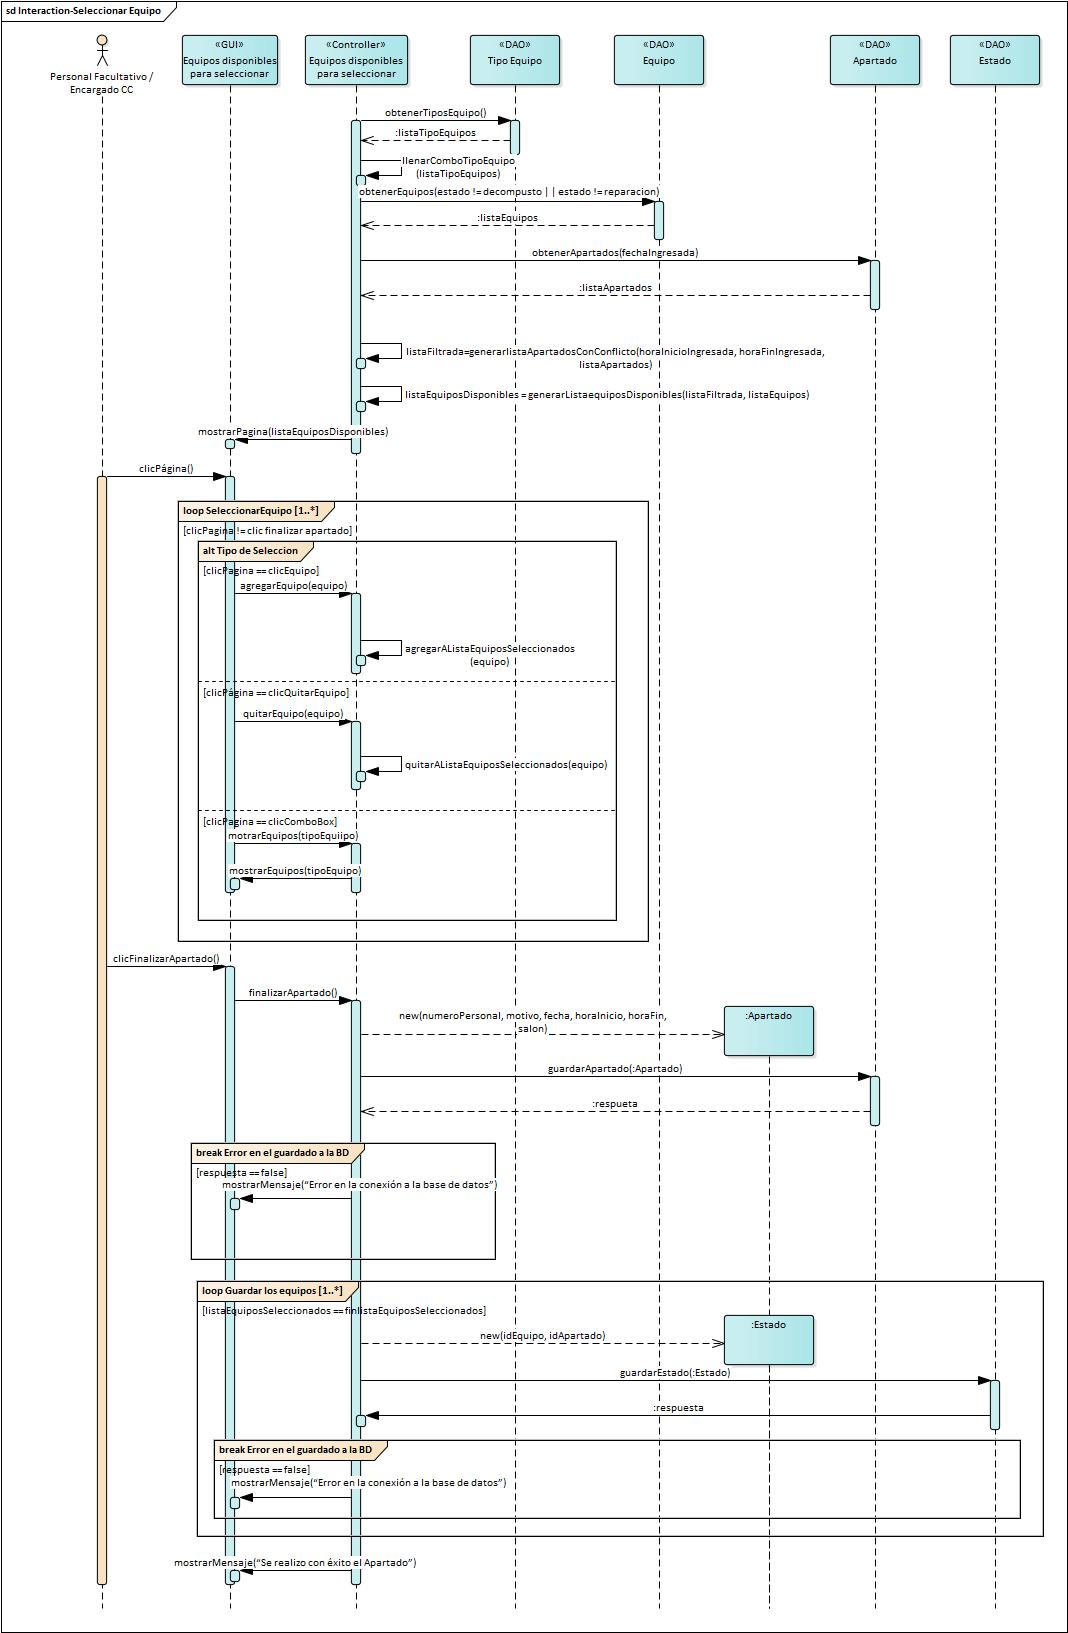 sd Interaction-Seleccionar Equipo
Personal Facultativo /
Encargado CC
«GUI»
Equipos disponibles
para seleccionar
«Controller»
Equipos disponibles
para seleccionar
«DAO»
Tipo Equipo
«DAO»
Equipo
«DAO»
Apartado
«DAO»
Estado
obtenerTiposEquipo()
:listaTipoEquipos
llenarComboTipoEquipo
(listaTipoEquipos)
obtenerEquipos(estado != decompusto || estado != reparacion)
:listaEquipos
obtenerApartados(fechaIngresada)
:listaApartados
listaFiltrada=generarlistaApartadosConConflicto(horaInicioIngresada, horaFinIngresada,
listaApartados)
listaEquiposDisponibles = generarListaequiposDisponibles(listaFiltrada, listaEquipos)
mostrarPagina(listaEquiposDisponibles)
clicPágina()
loop SeleccionarEquipo [1..*]
[clicPagina != clic finalizar apartado]
alt Tipo de Seleccion
[clicPagina == clicEquipo]
agregarEquipo(equipo)
agregarAListaEquiposSeleccionados
(equipo)
[clicPágina == clicQuitarEquipo]
quitarEquipo(equipo)
quitarAListaEquiposSeleccionados(equipo)
[clicPagina == clicComboBox]
motrarEquipos(tipoEquiipo)
mostrarEquipos(tipoEquipo)
clicFinalizarApartado()
finalizarApartado()
new(numeroPersonal, motivo, fecha, horaInicio, horaFin,
salon)
:Apartado
guardarApartado(:Apartado)
:respueta
break Error en el guardado a la BD
[respuesta == false]
mostrarMensaje(“Error en la conexión a la base de datos”)
loop Guardar los equipos [1..*]
[listaEquiposSeleccionados == finlistaEquiposSeleccionados]
new(idEquipo, idApartado)
:Estado
guardarEstado(:Estado)
:respuesta
break Error en el guardado a la BD
[respuesta == false]
mostrarMensaje(“Error en la conexión a la base de datos”)
mostrarMensaje(“Se realizo con éxito el Apartado”)